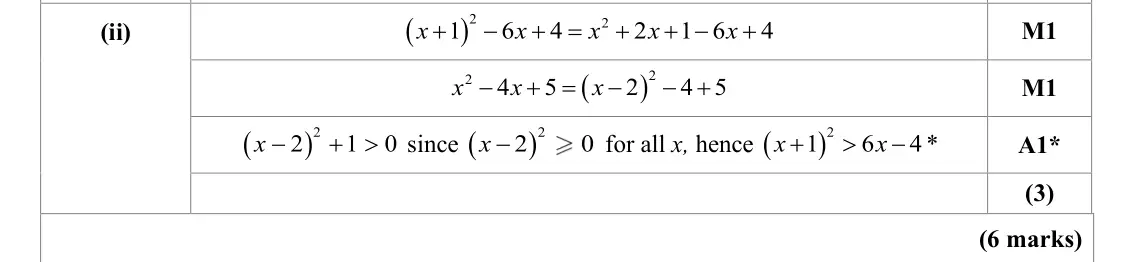 (ii) (x+1)² − 6x + 4 = x² + 2x + 1 − 6x + 4 M1
x² − 4x + 5 = (x − 2)² − 4 + 5 M1
(x − 2)² + 1 > 0 since (x − 2)² ⩾ 0 for all x, hence (x+1)² > 6x − 4 * A1*
(3)
(6 marks)